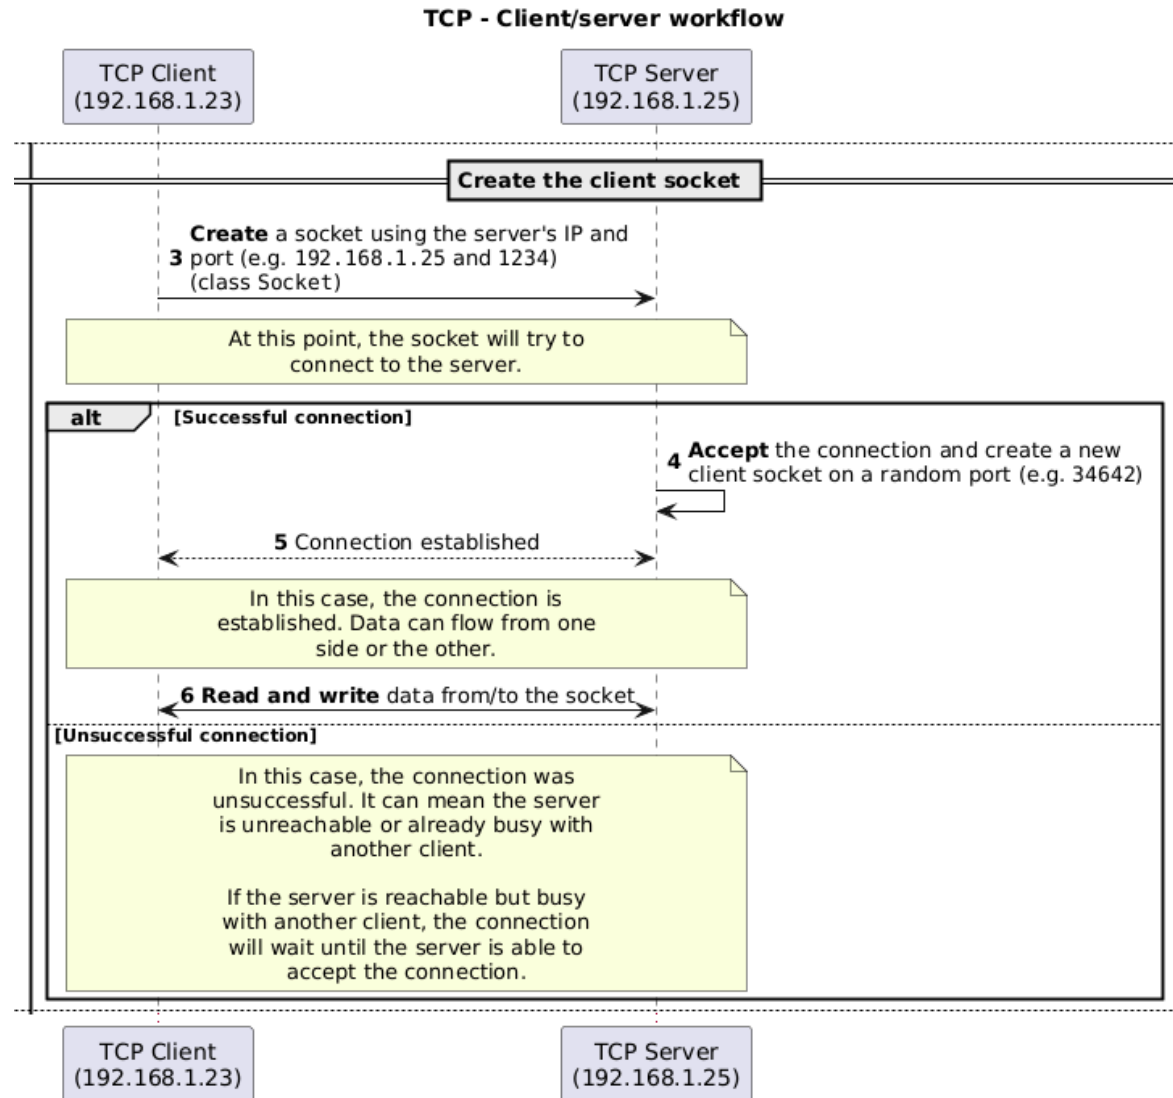 TCP - Client/server workflow
TCP Client
(192.168.1.23)
TCP Server
(192.168.1.25)
Create the client socket
Create a socket using the server's IP and
3 port (e.g. 192.168.1.25 and 1234)
(class Socket)
At this point, the socket will try to
connect to the server.
alt [Successful connection]
4 Accept the connection and create a new
client socket on a random port (e.g. 34642)
5 Connection established
In this case, the connection is
established. Data can flow from one
side or the other.
6 Read and write data from/to the socket
[Unsuccessful connection]
In this case, the connection was
unsuccessful. It can mean the server
is unreachable or already busy with
another client.
If the server is reachable but busy
with another client, the connection
will wait until the server is able to
accept the connection.
TCP Client
(192.168.1.23)
TCP Server
(192.168.1.25)